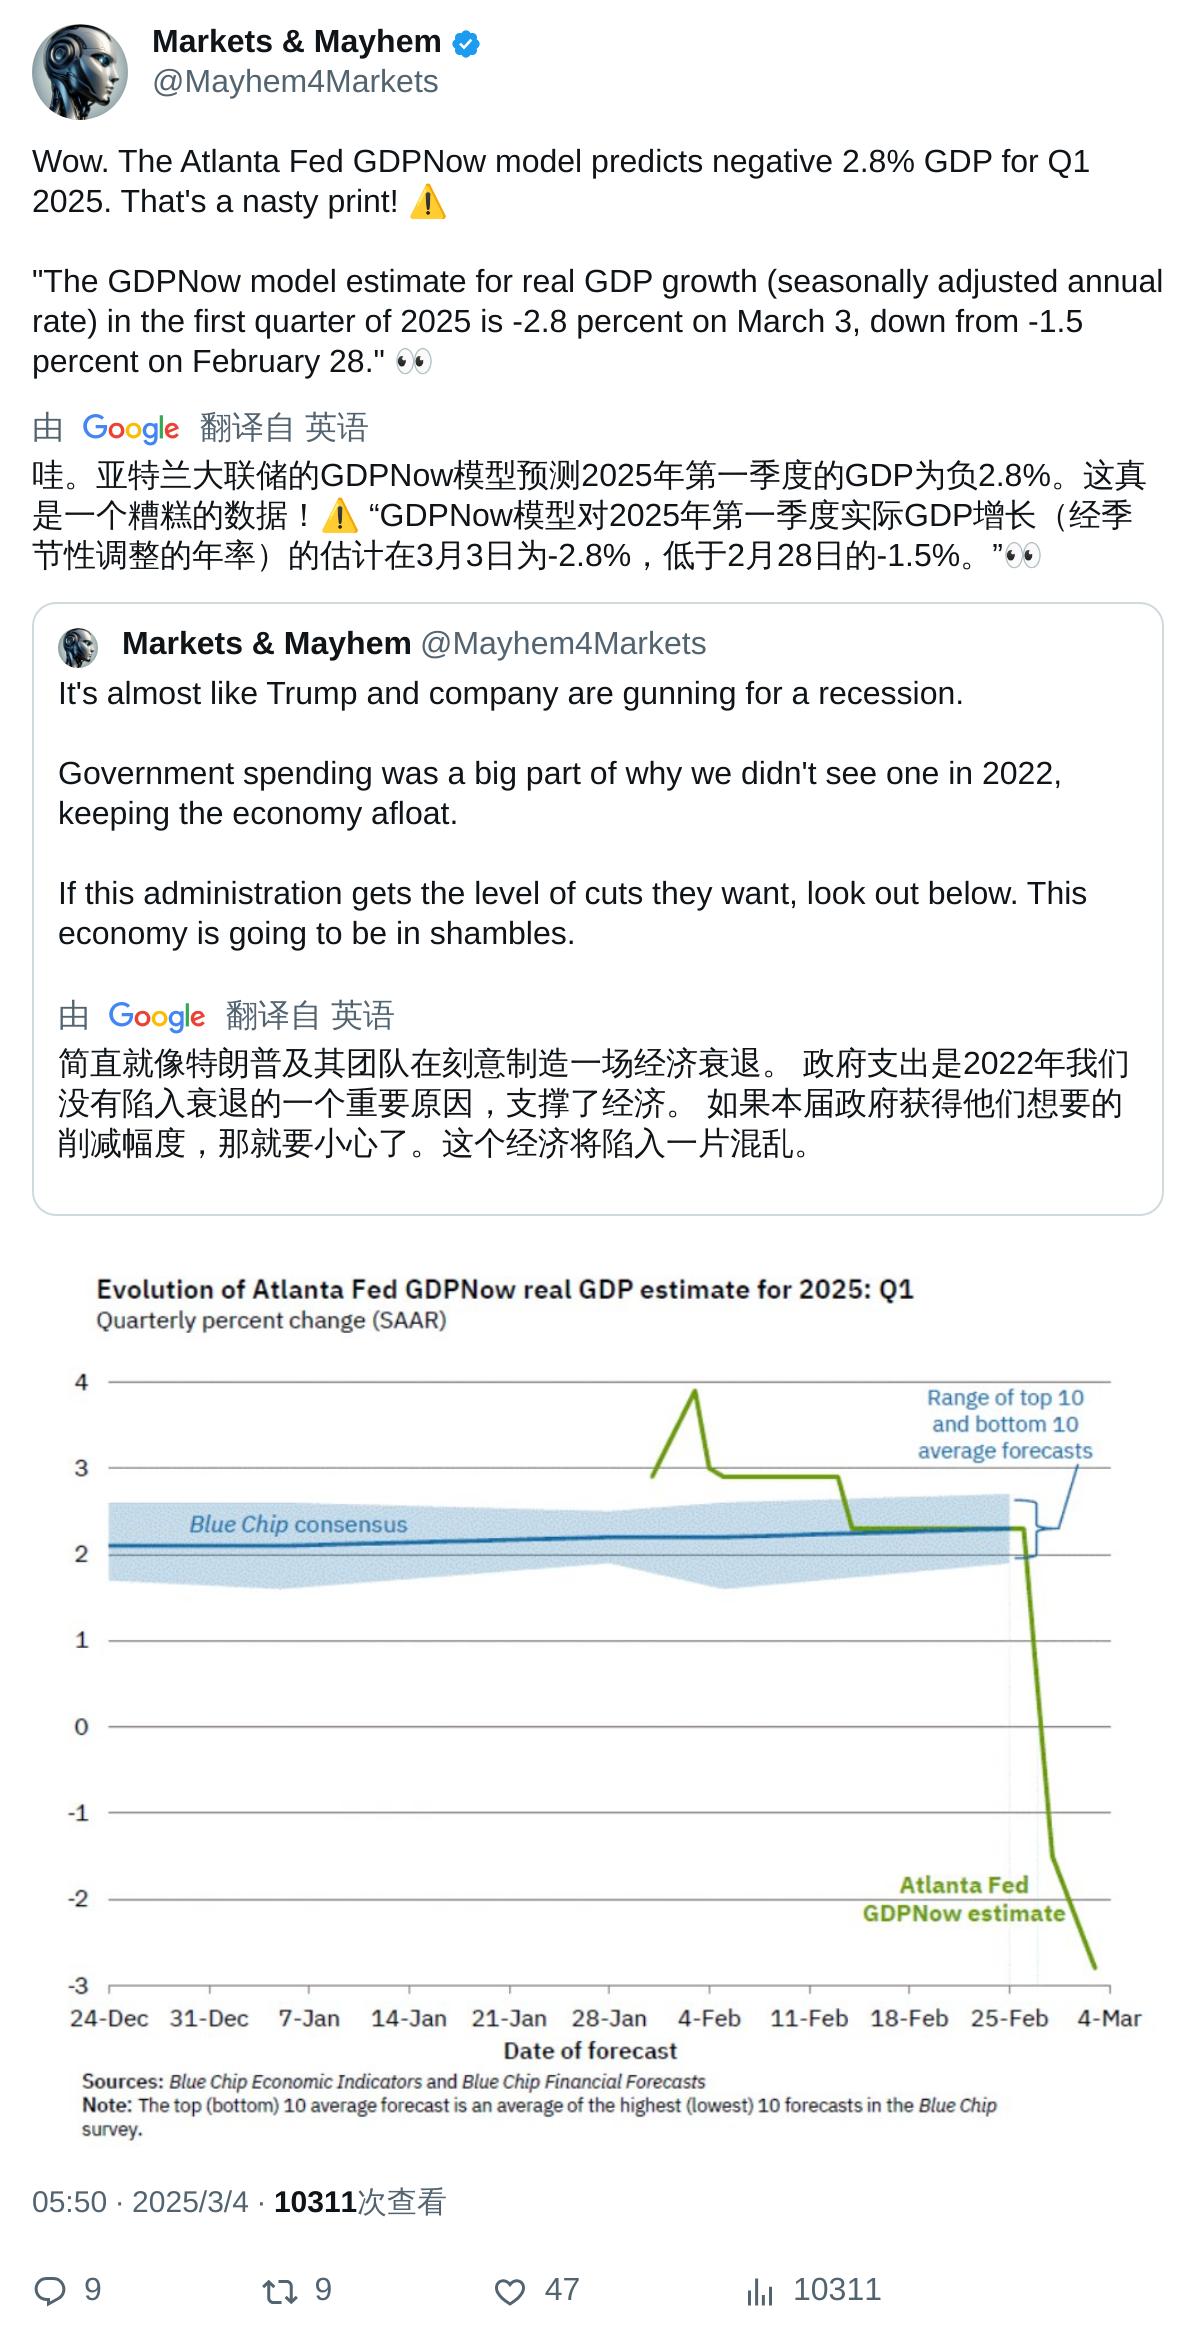 Markets & Mayhem
@Mayhem4Markets
Wow. The Atlanta Fed GDPNow model predicts negative 2.8% GDP for Q1
2025. That's a nasty print! ⚠️
"The GDPNow model estimate for real GDP growth (seasonally adjusted annual
rate) in the first quarter of 2025 is -2.8 percent on March 3, down from -1.5
percent on February 28." 👀
由 Google 翻译自 英语
哇。亚特兰大联储的GDPNow模型预测2025年第一季度的GDP为负2.8%。这真
是一个糟糕的数据！⚠️ “GDPNow模型对2025年第一季度实际GDP增长（经季
节性调整的年率）的估计在3月3日为-2.8%，低于2月28日的-1.5%。”👀
Markets & Mayhem @Mayhem4Markets
It's almost like Trump and company are gunning for a recession.
Government spending was a big part of why we didn't see one in 2022,
keeping the economy afloat.
If this administration gets the level of cuts they want, look out below. This
economy is going to be in shambles.
由 Google 翻译自 英语
简直就像特朗普及其团队在刻意制造一场经济衰退。 政府支出是2022年我们
没有陷入衰退的一个重要原因，支撑了经济。 如果本届政府获得他们想要的
削减幅度，那就要小心了。这个经济将陷入一片混乱。
Evolution of Atlanta Fed GDPNow real GDP estimate for 2025: Q1
Quarterly percent change (SAAR)
4
Range of top 10
and bottom 10
average forecasts
3
Blue Chip consensus
2
1
0
-1
Atlanta Fed
GDPNow estimate
-2
-3
24-Dec 31-Dec 7-Jan 14-Jan 21-Jan 28-Jan 4-Feb 11-Feb 18-Feb 25-Feb 4-Mar
Date of forecast
Sources: Blue Chip Economic Indicators and Blue Chip Financial Forecasts
Note: The top (bottom) 10 average forecast is an average of the highest (lowest) 10 forecasts in the Blue Chip
survey.
05:50 · 2025/3/4 · 10311次查看
9 9 47 10311